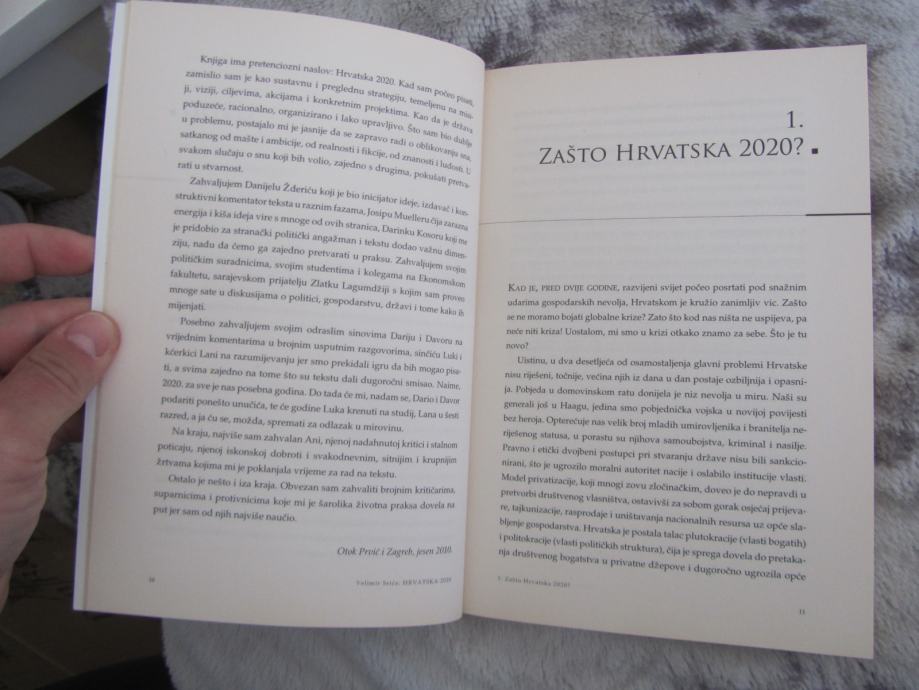 Knjiga ima pretenciozni naslov: Hrvatska 2020. Kad sam počeo pisati,
zamislio sam je kao sustavnu i preglednu strategiju, temeljenu na misi-
ji, viziji, ciljevima, akcijama i konkretnim projektima. Kao da je država
poduzeće, racionalno, organizirano i lako upravljivo. Što sam bio dublje
u problemu, postajalo mi je jasnije da se zapravo radi o oblikovanju sna,
satkanog od mašte i ambicije, od realnosti i fikcije, od znanosti i ludosti. U
svakom slučaju o snu koji bih volio, zajedno s drugima, pokušati pretva-
rati u stvarnost.
Zahvaljujem Danijelu Žderiću koji je bio inicijator ideje, izdavač i kon-
struktivni komentator teksta u raznim fazama, Josipu Muelleru čija zarazna
energija i kiša ideja vire s mnoge od ovih stranica, Darinku Kosoru koji me
je pridobio za stranački politički angažman i tekstu dodao važnu dimen-
ziju, nadu da ćemo ga zajedno pretvarati u praksu. Zahvaljujem svojim
političkim suradnicima, svojim studentima i kolegama na Ekonomskom
fakultetu, sarajevskom prijatelju Zlatku Lagumdžiji s kojim sam proveo
mnoge sate u diskusijama o politici, gospodarstvu, državi i tome kako ih
mijenjati.
Posebno zahvaljujem svojim odraslim sinovima Dariju i Davoru na
vrijednim komentarima u brojnim usputnim razgovorima, sinčiću Luki i
kćerkici Lani na razumijevanju jer smo prekidali igru da bih mogao pisa-
ti, a svima zajedno na tome što su tekstu dali dugoročni smisao. Naime,
2020. za sve je nas posebna godina. Do tada će mi, nadam se, Dario i Davor
podariti ponešto unučića, te će godine Luka krenuti na studij, Lana u šesti
razred, a ja ću se, možda, spremati za odlazak u mirovinu.
Na kraju, najviše sam zahvalan Ani, njenoj nadahnutoj kritici i stalnom
poticaju, njenoj iskonskoj dobroti i svakodnevnim, sitnijim i krupnijim
žrtvama kojima mi je poklanjala vrijeme za rad na tekstu.
Ostalo je nešto i iza kraja. Obvezan sam zahvaliti brojnim kritičarima,
suparnicima i protivnicima koje mi je šarolika životna praksa dovela na
put jer sam od njih najviše naučio.
Otok Prvić i Zagreb, jesen 2010.
10
Velimir Srića: HRVATSKA 2020
1.
ZAŠTO HRVATSKA 2020?
KAD JE, PRED DVIJE GODINE, razvijeni svijet počeo posrtati pod snažnim
udarima gospodarskih nevolja, Hrvatskom je kružio zanimljiv vic. Zašto
se ne moramo bojati globalne krize? Zato što kod nas ništa ne uspijeva, pa
neće niti kriza! Uostalom, mi smo u krizi otkako znamo za sebe. Što je tu
novo?
Uistinu, u dva desetljeća od osamostaljenja glavni problemi Hrvatske
nisu riješeni, točnije, većina njih iz dana u dan postaje ozbiljnija i opasni-
ja. Pobjeda u domovinskom ratu donijela je niz nevolja u miru. Naši su
generali još u Haagu, jedina smo pobjednička vojska u novijoj povijesti
bez heroja. Opterećuje nas velik broj mladih umirovljenika i branitelja ne-
riješenog statusa, u porastu su njihova samoubojstva, kriminal i nasilje.
Pravno i etički dvojbeni postupci pri stvaranju države nisu bili sankcio-
nirani, što je ugrozilo moralni autoritet nacije i oslabilo institucije vlasti.
Model privatizacije, koji mnogi zovu zločinačkim, doveo je do nepravdi u
pretvorbi društvenog vlasništva, ostavivši za sobom gorak osjećaj prijeva-
re, tajkunizacije, rasprodaje i uništavanja nacionalnih resursa uz opće sla-
bljenje gospodarstva. Hrvatska je postala talac plutokracije (vlasti bogatih)
i politokracije (vlasti političkih struktura), čija je sprega dovela do pretaka-
nja društvenog bogatstva u privatne džepove i dugoročno ugrozila opće
1. Zašto Hrvatska 2020?
11